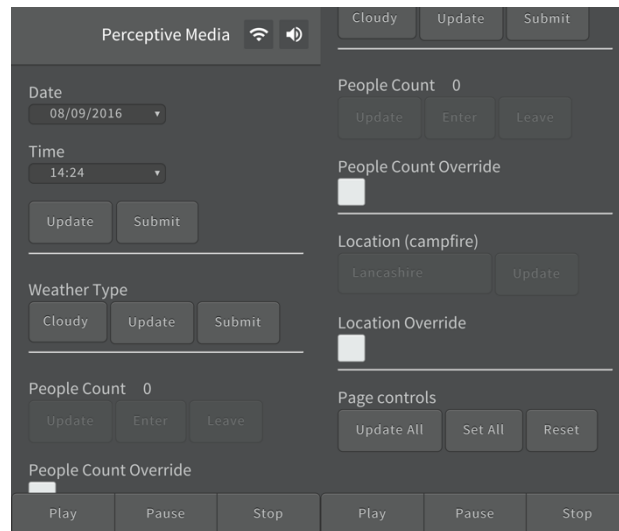 Perceptive Media
Date
08/09/2016
Time
14:24
Update Submit
Weather Type
Cloudy Update Submit
People Count 0
Update Enter Leave
People Count Override
Play Pause Stop
Cloudy Update Submit
People Count 0
Update Enter Leave
People Count Override
Location (campfire)
Lancashire Update
Location Override
Page controls
Update All Set All Reset
Play Pause Stop